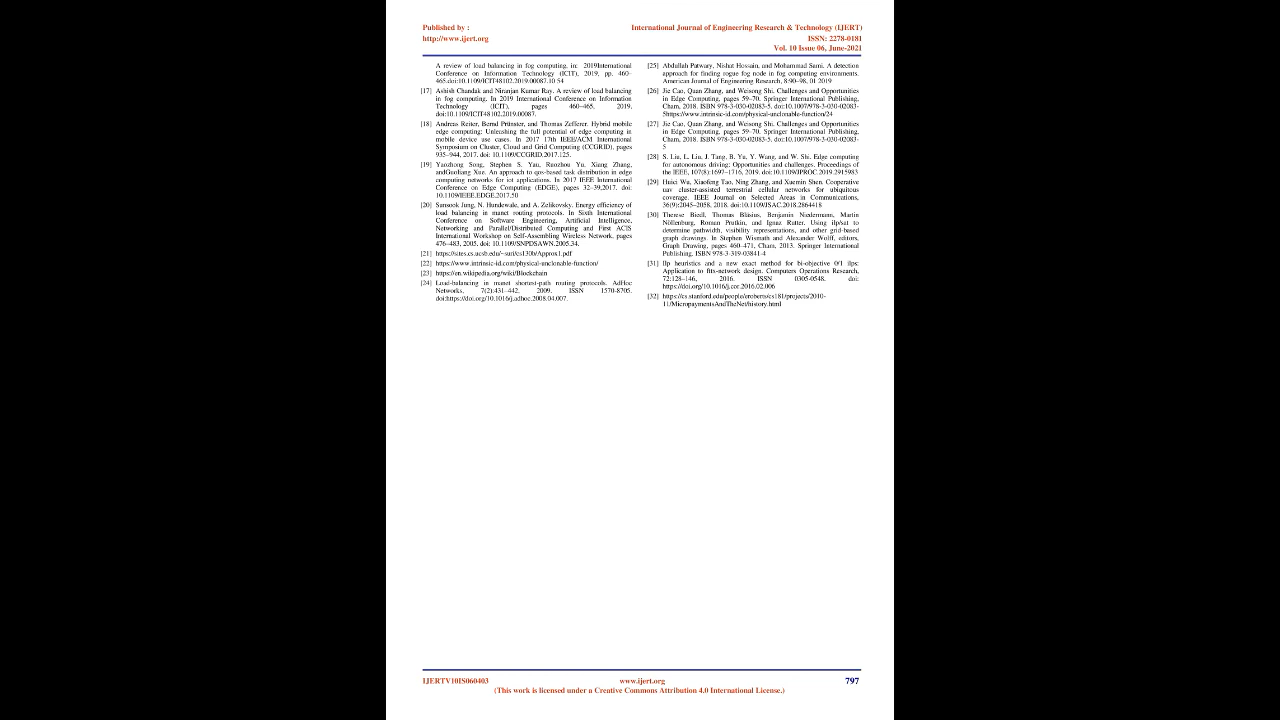 Published by :
http://www.ijert.org
International Journal of Engineering Research & Technology (IJERT)
ISSN: 2278-0181
Vol. 10 Issue 06, June-2021
A review of load balancing in fog computing, in: 2019International
Conference on Information Technology (ICIT), 2019, pp. 460–
465.doi:10.1109/ICIT48102.2019.00087.10 54
[17] Ashish Chandak and Niranjan Kumar Ray. A review of load balancing
in fog computing. In 2019 International Conference on Information
Technology (ICIT), pages 460–465, 2019.
doi:10.1109/ICIT48102.2019.00087.
[18] Andreas Reiter, Bernd Prünster, and Thomas Zefferer. Hybrid mobile
edge computing: Unleashing the full potential of edge computing in
mobile device use cases. In 2017 17th IEEE/ACM International
Symposium on Cluster, Cloud and Grid Computing (CCGRID), pages
935–944, 2017. doi: 10.1109/CCGRID.2017.125.
[19] Yaozhong Song, Stephen S. Yau, Ruozhou Yu, Xiang Zhang,
andGuoliang Xue. An approach to qos-based task distribution in edge
computing networks for iot applications. In 2017 IEEE International
Conference on Edge Computing (EDGE), pages 32–39,2017. doi:
10.1109/IEEE.EDGE.2017.50
[20] Sunsook Jung, N. Hundewale, and A. Zelikovsky. Energy efficiency of
load balancing in manet routing protocols. In Sixth International
Conference on Software Engineering, Artificial Intelligence,
Networking and Parallel/Distributed Computing and First ACIS
International Workshop on Self-Assembling Wireless Network, pages
476–483, 2005. doi: 10.1109/SNPDSAWN.2005.34.
[21] https://sites.cs.ucsb.edu/~suri/cs130b/Approx1.pdf
[22] https://www.intrinsic-id.com/physical-unclonable-function/
[23] https://en.wikipedia.org/wiki/Blockchain
[24] Load-balancing in manet shortest-path routing protocols. AdHoc
Networks, 7(2):431–442, 2009. ISSN 1570-8705.
doi:https://doi.org/10.1016/j.adhoc.2008.04.007.
[25] Abdullah Patwary, Nishat Hossain, and Mohammad Sami. A detection
approach for finding rogue fog node in fog computing environments.
American Journal of Engineering Research, 8:90–98, 01 2019
[26] Jie Cao, Quan Zhang, and Weisong Shi. Challenges and Opportunities
in Edge Computing, pages 59–70. Springer International Publishing,
Cham, 2018. ISBN 978-3-030-02083-5. doi:10.1007/978-3-030-02083-
5https://www.intrinsic-id.com/physical-unclonable-function/24
[27] Jie Cao, Quan Zhang, and Weisong Shi. Challenges and Opportunities
in Edge Computing, pages 59–70. Springer International Publishing,
Cham, 2018. ISBN 978-3-030-02083-5. doi:10.1007/978-3-030-02083-
5
[28] S. Liu, L. Liu, J. Tang, B. Yu, Y. Wang, and W. Shi. Edge computing
for autonomous driving: Opportunities and challenges. Proceedings of
the IEEE, 107(8):1697–1716, 2019. doi:10.1109/JPROC.2019.2915983
[29] Huici Wu, Xiaofeng Tao, Ning Zhang, and Xuemin Shen. Cooperative
uav cluster-assisted terrestrial cellular networks for ubiquitous
coverage. IEEE Journal on Selected Areas in Communications,
36(9):2045–2058, 2018. doi:10.1109/JSAC.2018.2864418
[30] Therese Biedl, Thomas Bläsius, Benjamin Niedermann, Martin
Nöllenburg, Roman Prutkin, and Ignaz Rutter. Using ilp/sat to
determine pathwidth, visibility representations, and other grid-based
graph drawings. In Stephen Wismath and Alexander Wolff, editors,
Graph Drawing, pages 460–471, Cham, 2013. Springer International
Publishing. ISBN 978-3-319-03841-4
[31] Ilp heuristics and a new exact method for bi-objective 0/1 ilps:
Application to ftts-network design. Computers Operations Research,
72:128–146, 2016. ISSN 0305-0548. doi:
https://doi.org/10.1016/j.cor.2016.02.006
[32] https://cs.stanford.edu/people/eroberts/cs181/projects/2010-
11/MicropaymentsAndTheNet/history.html
IJERTV10IS060403
www.ijert.org
797
(This work is licensed under a Creative Commons Attribution 4.0 International License.)